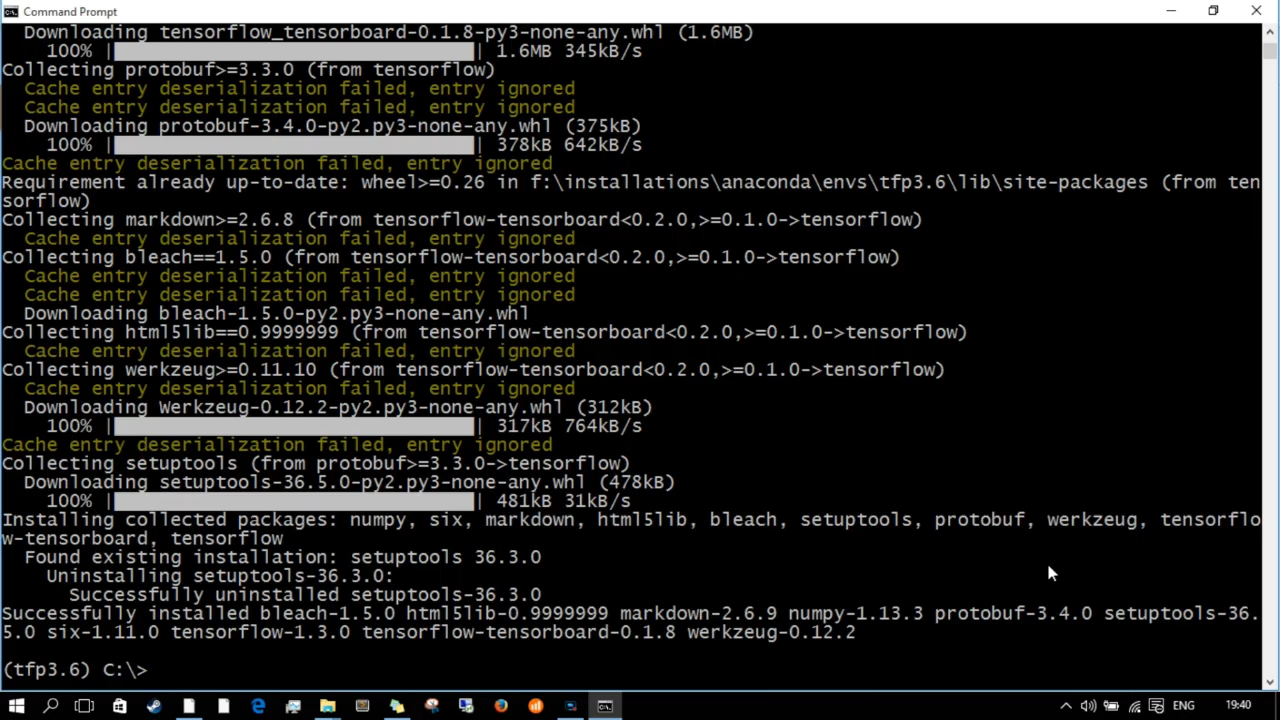 Command Prompt
Downloading tensorflow_tensorboard-0.1.8-py3-none-any.whl (1.6MB)
100% |                                | 1.6MB 345kB/s
Collecting protobuf>=3.3.0 (from tensorflow)
Cache entry deserialization failed, entry ignored
Cache entry deserialization failed, entry ignored
Downloading protobuf-3.4.0-py2.py3-none-any.whl (375kB)
100% |                                | 378kB 642kB/s
Cache entry deserialization failed, entry ignored
Requirement already up-to-date: wheel>=0.26 in f:\installations\anaconda\envs\tfp3.6\lib\site-packages (from ten
sorflow)
Collecting markdown>=2.6.8 (from tensorflow-tensorboard<0.2.0,>=0.1.0->tensorflow)
Cache entry deserialization failed, entry ignored
Collecting bleach==1.5.0 (from tensorflow-tensorboard<0.2.0,>=0.1.0->tensorflow)
Cache entry deserialization failed, entry ignored
Cache entry deserialization failed, entry ignored
Downloading bleach-1.5.0-py2.py3-none-any.whl
Collecting html5lib==0.9999999 (from tensorflow-tensorboard<0.2.0,>=0.1.0->tensorflow)
Cache entry deserialization failed, entry ignored
Collecting werkzeug>=0.11.10 (from tensorflow-tensorboard<0.2.0,>=0.1.0->tensorflow)
Cache entry deserialization failed, entry ignored
Downloading Werkzeug-0.12.2-py2.py3-none-any.whl (312kB)
100% |                                | 317kB 764kB/s
Cache entry deserialization failed, entry ignored
Collecting setuptools (from protobuf>=3.3.0->tensorflow)
Downloading setuptools-36.5.0-py2.py3-none-any.whl (478kB)
100% |                                | 481kB 31kB/s
Installing collected packages: numpy, six, markdown, html5lib, bleach, setuptools, protobuf, werkzeug, tensorflo
w-tensorboard, tensorflow
Found existing installation: setuptools 36.3.0
Uninstalling setuptools-36.3.0:
Successfully uninstalled setuptools-36.3.0
Successfully installed bleach-1.5.0 html5lib-0.9999999 markdown-2.6.9 numpy-1.13.3 protobuf-3.4.0 setuptools-36.
5.0 six-1.11.0 tensorflow-1.3.0 tensorflow-tensorboard-0.1.8 werkzeug-0.12.2
(tfp3.6) C:\>
ENG
19:40